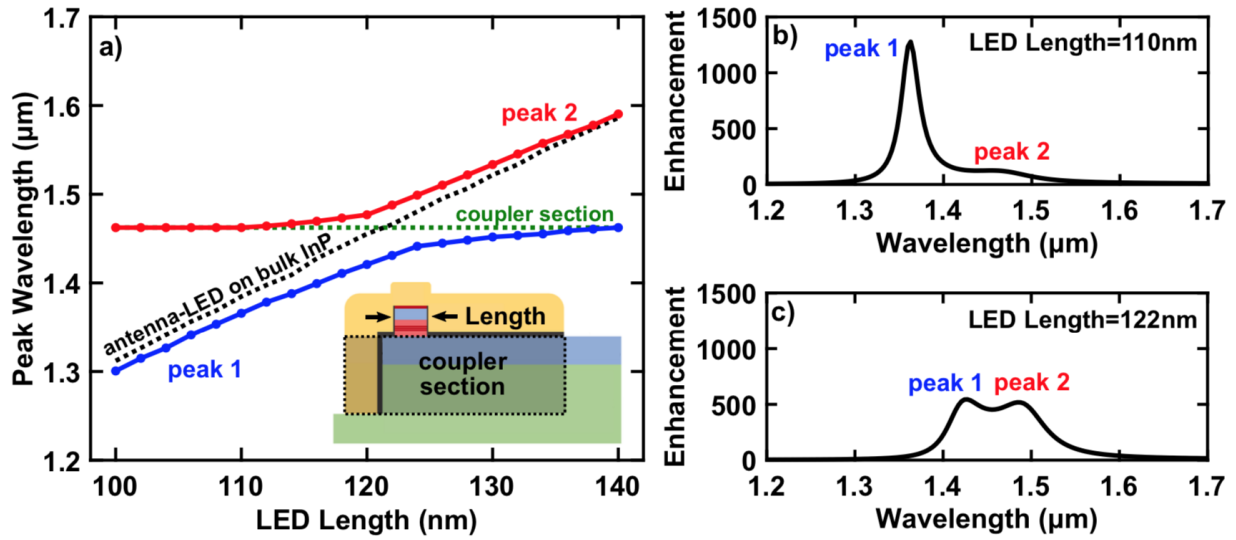 a)
Peak Wavelength (μm)
1.7
1.6
1.5
1.4
1.3
1.2
peak 2
coupler section
antenna-LED on bulk InP
peak 1
Length
coupler
section
100 110 120 130 140
LED Length (nm)
b)
Enhancement
1500
1000
500
0
peak 1
LED Length=110nm
peak 2
1.2 1.3 1.4 1.5 1.6 1.7
Wavelength (μm)
c)
Enhancement
1500
1000
500
0
LED Length=122nm
peak 1 peak 2
1.2 1.3 1.4 1.5 1.6 1.7
Wavelength (μm)